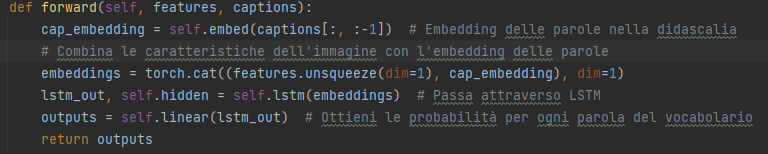 def forward(self, features, captions):
    cap_embedding = self.embed(captions[:, :-1])  # Embedding delle parole nella didascalia
    # Combina le caratteristiche dell'immagine con l'embedding delle parole
    embeddings = torch.cat((features.unsqueeze(dim=1), cap_embedding), dim=1)
    lstm_out, self.hidden = self.lstm(embeddings)  # Passa attraverso LSTM
    outputs = self.linear(lstm_out)  # Ottieni le probabilità per ogni parola del vocabolario
    return outputs